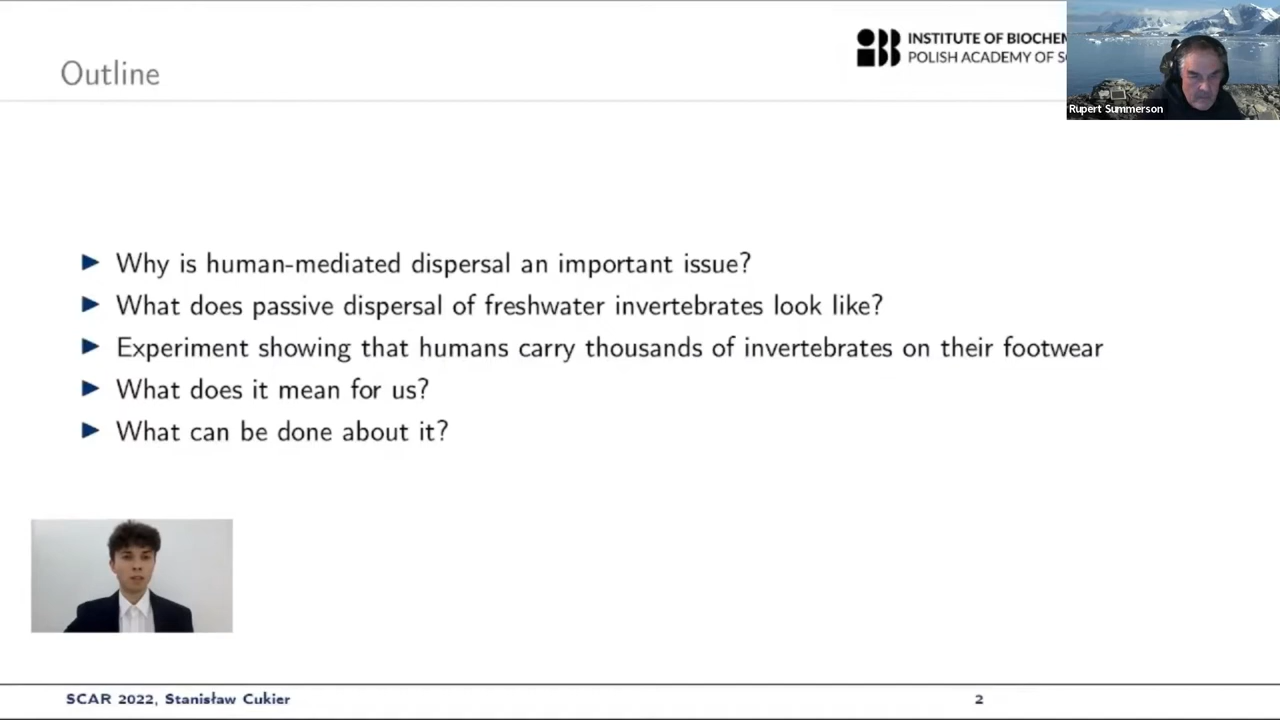 Outline
INSTITUTE OF
POLISH ACADEMY OF
Rupert Summerson
Why is human-mediated dispersal an important issue?
What does passive dispersal of freshwater invertebrates look like?
Experiment showing that humans carry thousands of invertebrates on their footwear
What does it mean for us?
What can be done about it?
SCAR 2022, Stanisław Cukier
2